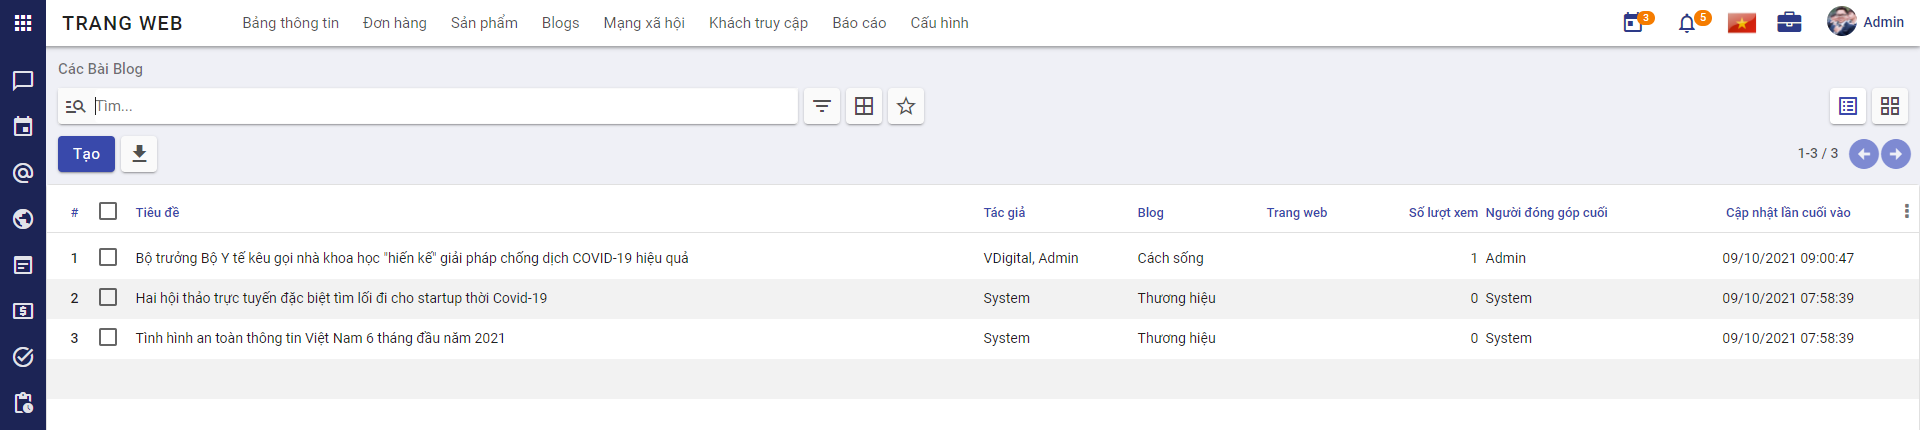 TRANG WEB Bảng thông tin Đơn hàng Sản phẩm Blogs Mạng xã hội Khách truy cập Báo cáo Cấu hình 3 5 Admin
Các Bài Blog
Tìm...
Tạo 1-3 / 3
# Tiêu đề Tác giả Blog Trang web Số lượt xem Người đóng góp cuối Cập nhật lần cuối vào
1 Bộ trưởng Bộ Y tế kêu gọi nhà khoa học "hiến kế" giải pháp chống dịch COVID-19 hiệu quả VDigital, Admin Cách sống 1 Admin 09/10/2021 09:00:47
2 Hai hội thảo trực tuyến đặc biệt tìm lối đi cho startup thời Covid-19 System Thương hiệu 0 System 09/10/2021 07:58:39
3 Tình hình an toàn thông tin Việt Nam 6 tháng đầu năm 2021 System Thương hiệu 0 System 09/10/2021 07:58:39